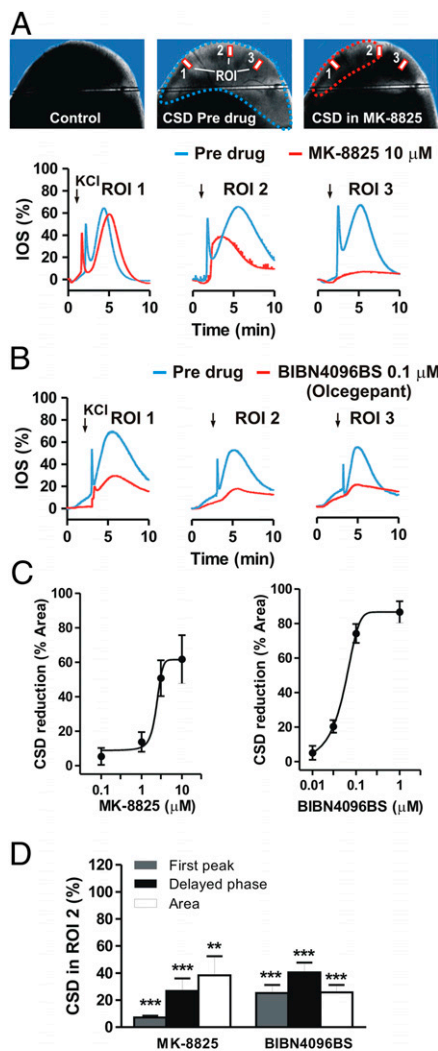 A
1 2 3
ROI
1 2 3
Control
CSD Pre drug
CSD in MK-8825
Pre drug
MK-8825 10 μM
KCl
ROI 1
ROI 2
ROI 3
IOS (%)
100
80
60
40
20
0
0 5 10
0 5 10
0 5 10
Time (min)
B
Pre drug
BIBN4096BS 0.1 μM
(Olcegepant)
KCl
ROI 1
ROI 2
ROI 3
IOS (%)
100
80
60
40
20
0
0 5 10
0 5 10
0 5 10
Time (min)
C
CSD reduction (% Area)
100
80
60
40
20
0
0.1 1 1 10
MK-8825 (μM)
CSD reduction (% Area)
100
80
60
40
20
0
0.01 0.1 1
BIBN4096BS (μM)
D
CSD in ROI 2 (%)
120
100
80
60
40
20
0
First peak
Delayed phase
Area
*** *** **
*** *** ***
MK-8825
BIBN4096BS